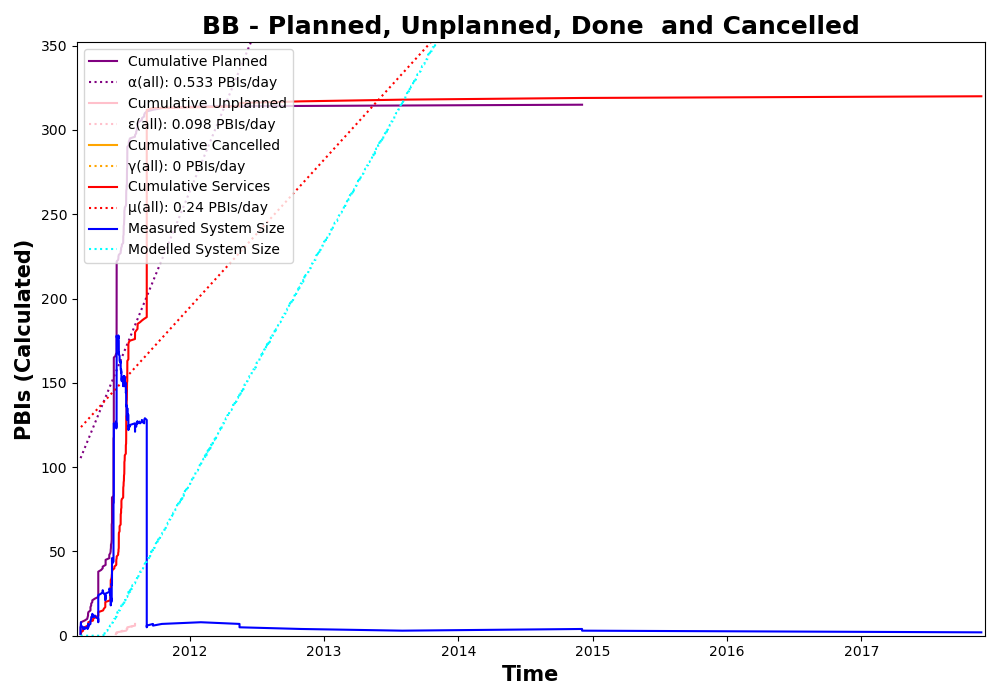 BB - Planned, Unplanned, Done  and Cancelled
PBIs (Calculated)
350
300
250
200
150
100
50
0
Cumulative Planned
α(all): 0.533 PBIs/day
Cumulative Unplanned
ε(all): 0.098 PBIs/day
Cumulative Cancelled
γ(all): 0 PBIs/day
Cumulative Services
μ(all): 0.24 PBIs/day
Measured System Size
Modelled System Size
2012 2013 2014 2015 2016 2017
Time